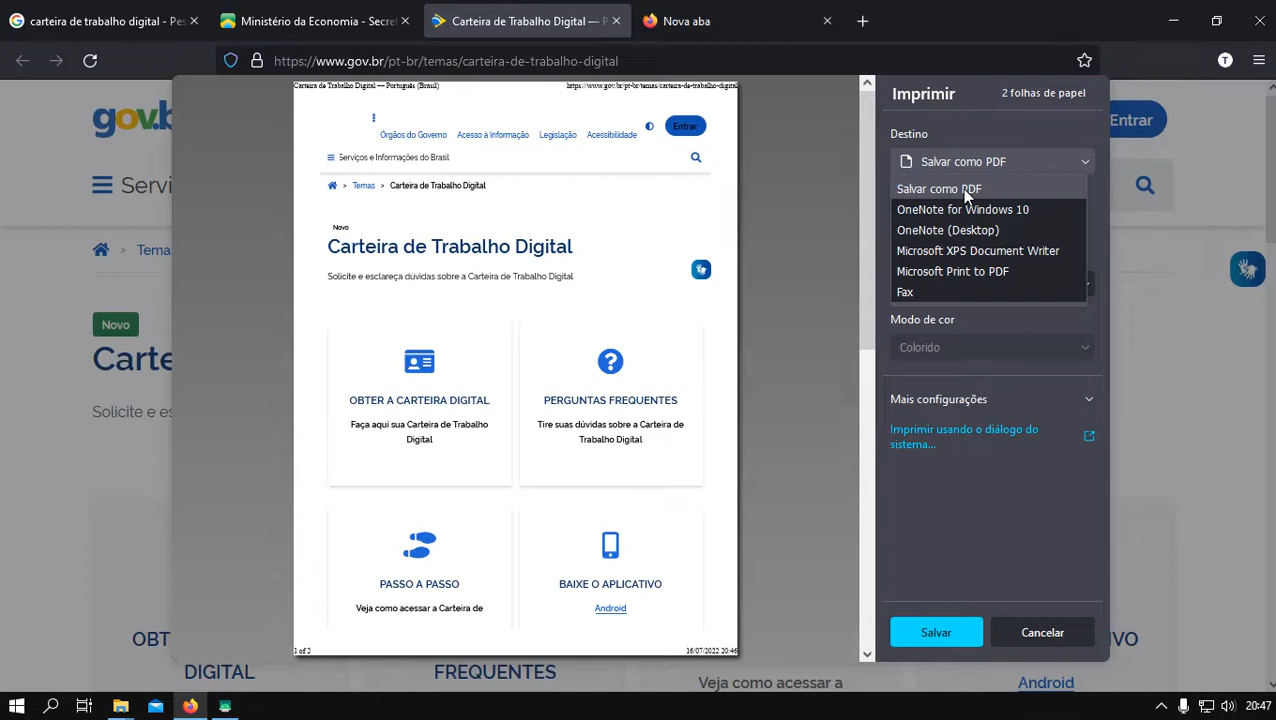 carteira de trabalho digital - Pes
Ministério da Economia - Secre
Carteira de Trabalho Digital — P
Nova aba
https://www.gov.br/pt-br/temas/carteira-de-trabalho-digital
T
gov.b
Entrar
Servi
Temas
Novo
Carte
Solicite e es
OBT
DIGITAL
FREQUENTES
Veja como acessar a
VO
Android
Carteira de Trabalho Digital — Português (Brasil)
https://www.gov.br/pt-br/temas/carteira-de-trabalho-digital
Órgãos do Governo
Acesso à Informação
Legislação
Acessibilidade
Entrar
Serviços e Informações do Brasil
> Temas > Carteira de Trabalho Digital
Novo
Carteira de Trabalho Digital
Solicite e esclareça dúvidas sobre a Carteira de Trabalho Digital
OBTER A CARTEIRA DIGITAL
Faça aqui sua Carteira de Trabalho
Digital
PERGUNTAS FREQUENTES
Tire suas dúvidas sobre a Carteira de
Trabalho Digital
PASSO A PASSO
Veja como acessar a Carteira de
BAIXE O APLICATIVO
Android
1 of 2
16/07/2022 20:46
Imprimir
2 folhas de papel
Destino
Salvar como PDF
Salvar como PDF
OneNote for Windows 10
OneNote (Desktop)
Microsoft XPS Document Writer
Microsoft Print to PDF
Fax
Modo de cor
Colorido
Mais configurações
Imprimir usando o diálogo do
sistema...
Salvar
Cancelar
20:47